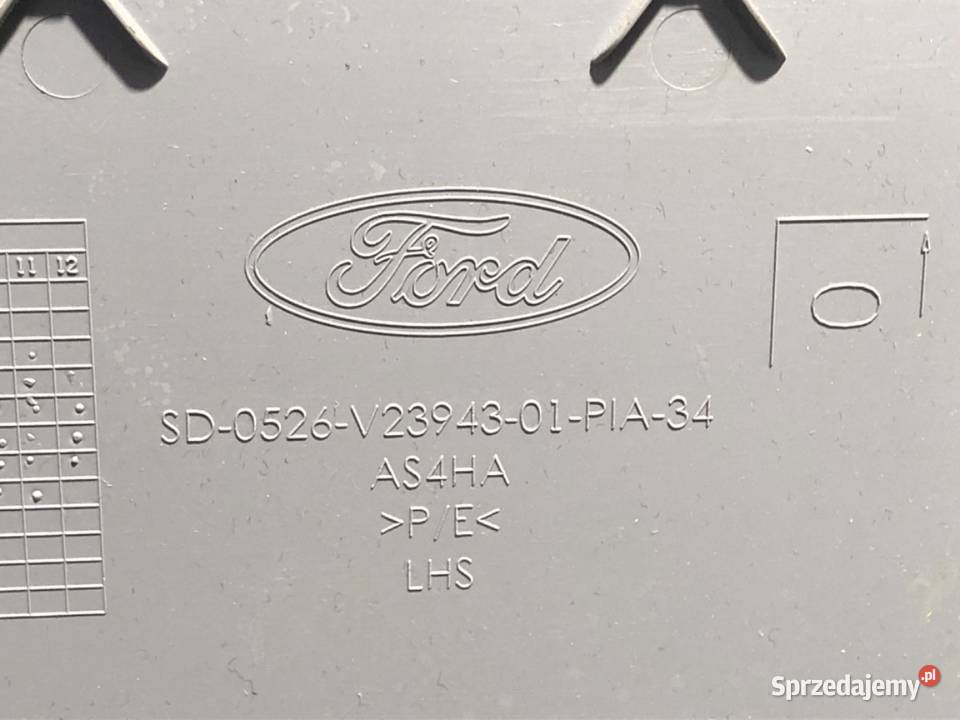 Ford
11 12
SD-0526-V23943-01-PIA-34
AS4HA
>P/E<
LHS
Sprzedajemy.pl